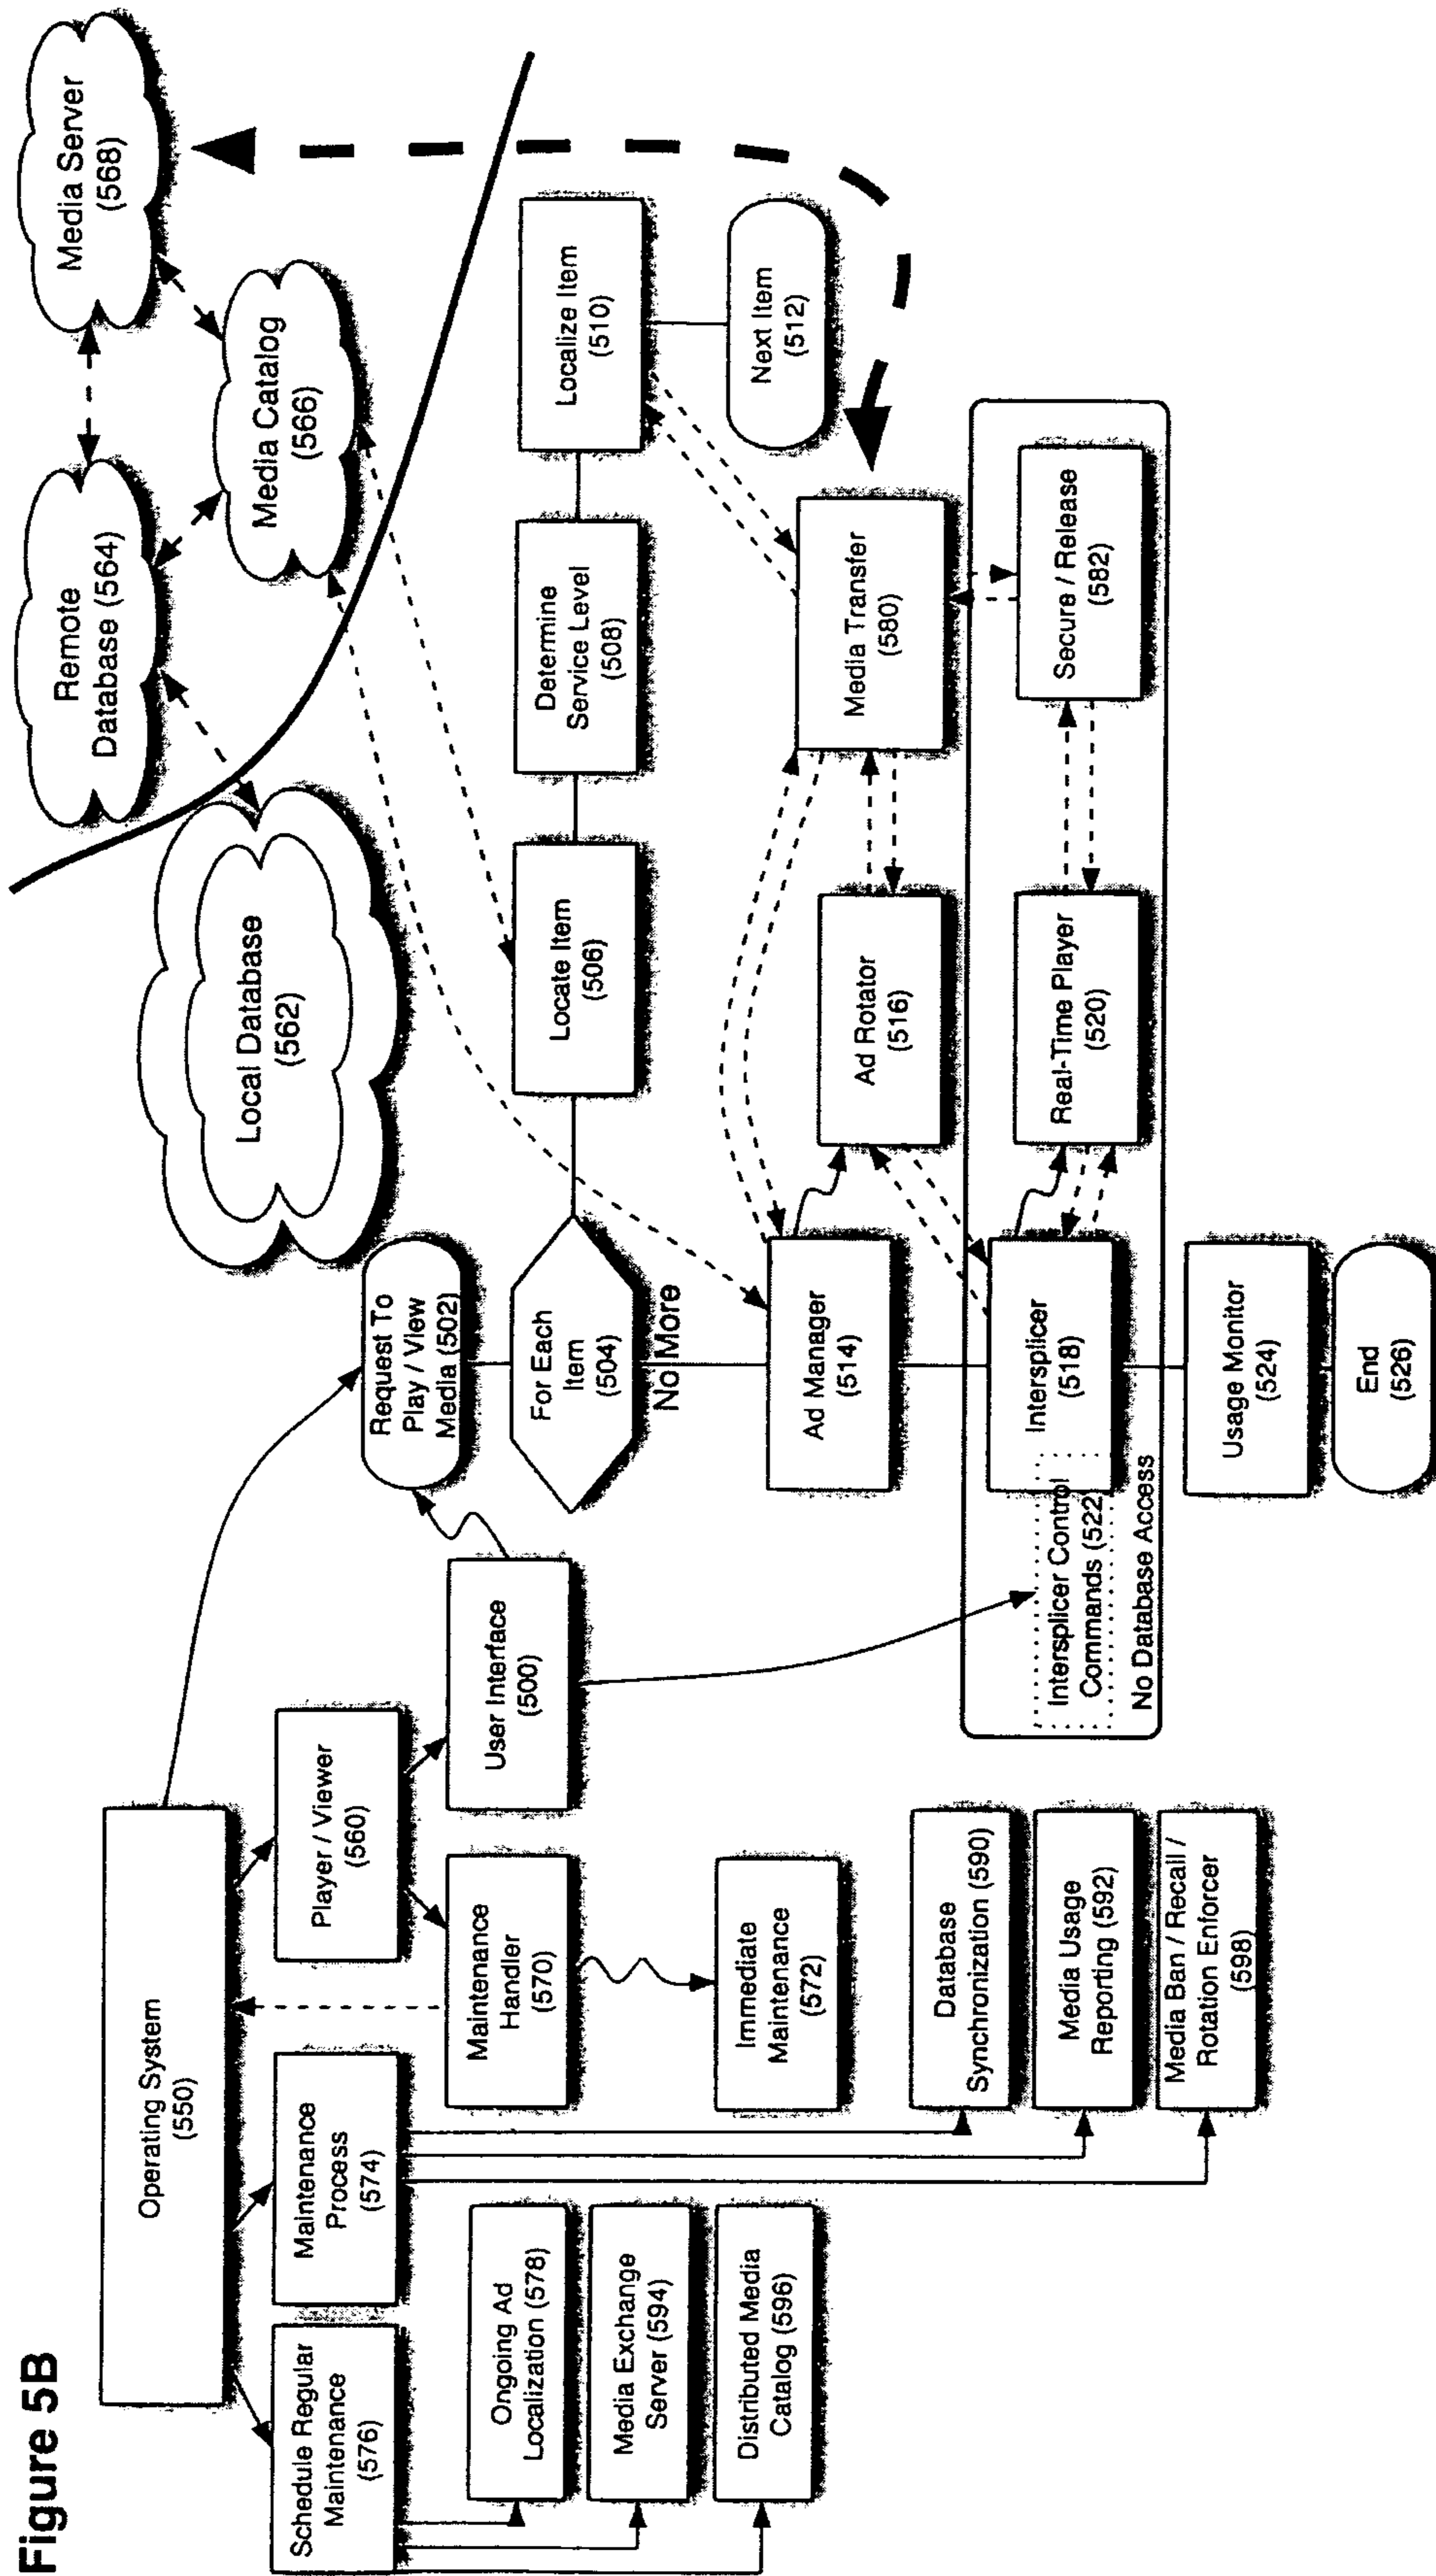 Figure 5B
Operating System
(550)
Schedule Regular
Maintenance
(576)
Maintenance
Process
(574)
Player / Viewer
(560)
Maintenance
Handler
(570)
User Interface
(500)
Ongoing Ad
Localization (578)
Media Exchange
Server (594)
Distributed Media
Catalog (596)
Immediate
Maintenance
(572)
Database
Synchronization (590)
Media Usage
Reporting (592)
Media Ban / Recall /
Rotation Enforcer
(598)
Request To
Play / View
Media (502)
For Each
Item
(504)
No More
Ad Manager
(514)
Intersplicer
(518)
Intersplicer Control
Commands (522
No Database Access
Usage Monitor
(524)
End
(526)
Local Database
(562)
Remote
Database (564)
Media Catalog
(566)
Media Server
(568)
Locate Item
(506)
Determine
Service Level
(508)
Localize Item
(510)
Next Item
(512)
Ad Rotator
(516)
Media Transfer
(580)
Real-Time Player
(520)
Secure / Release
(582)